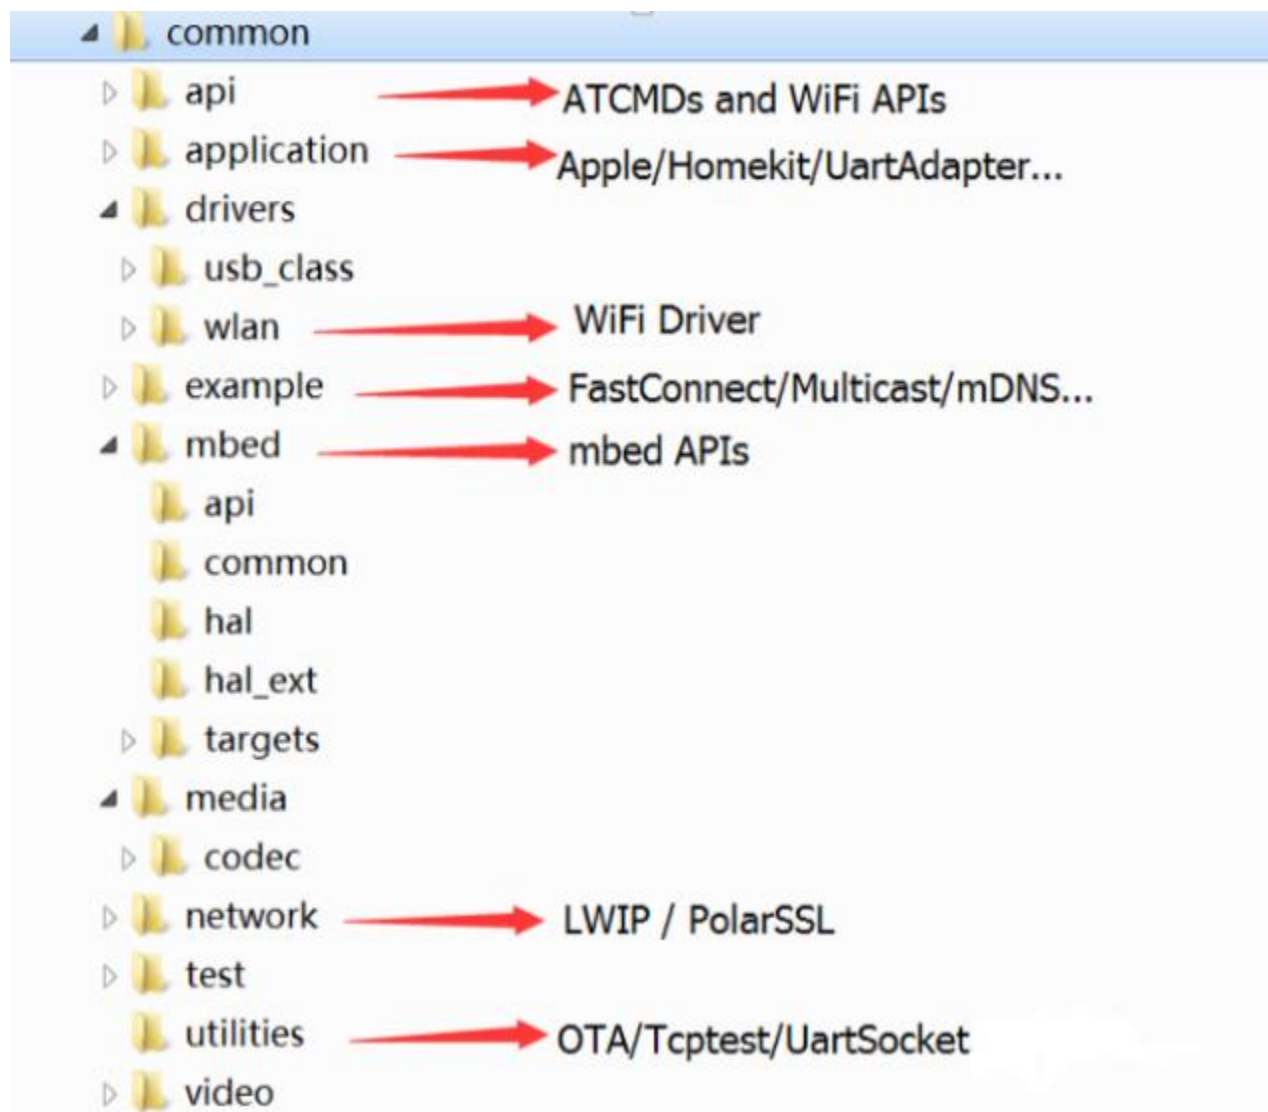 common
api ATCMDs and WiFi APIs
application Apple/Homekit/UartAdapter...
drivers
usb_class
wlan WiFi Driver
example FastConnect/Multicast/mDNS...
mbed mbed APIs
api
common
hal
hal_ext
targets
media
codec
network LWIP / PolarSSL
test
utilities OTA/Tcptest/UartSocket
video